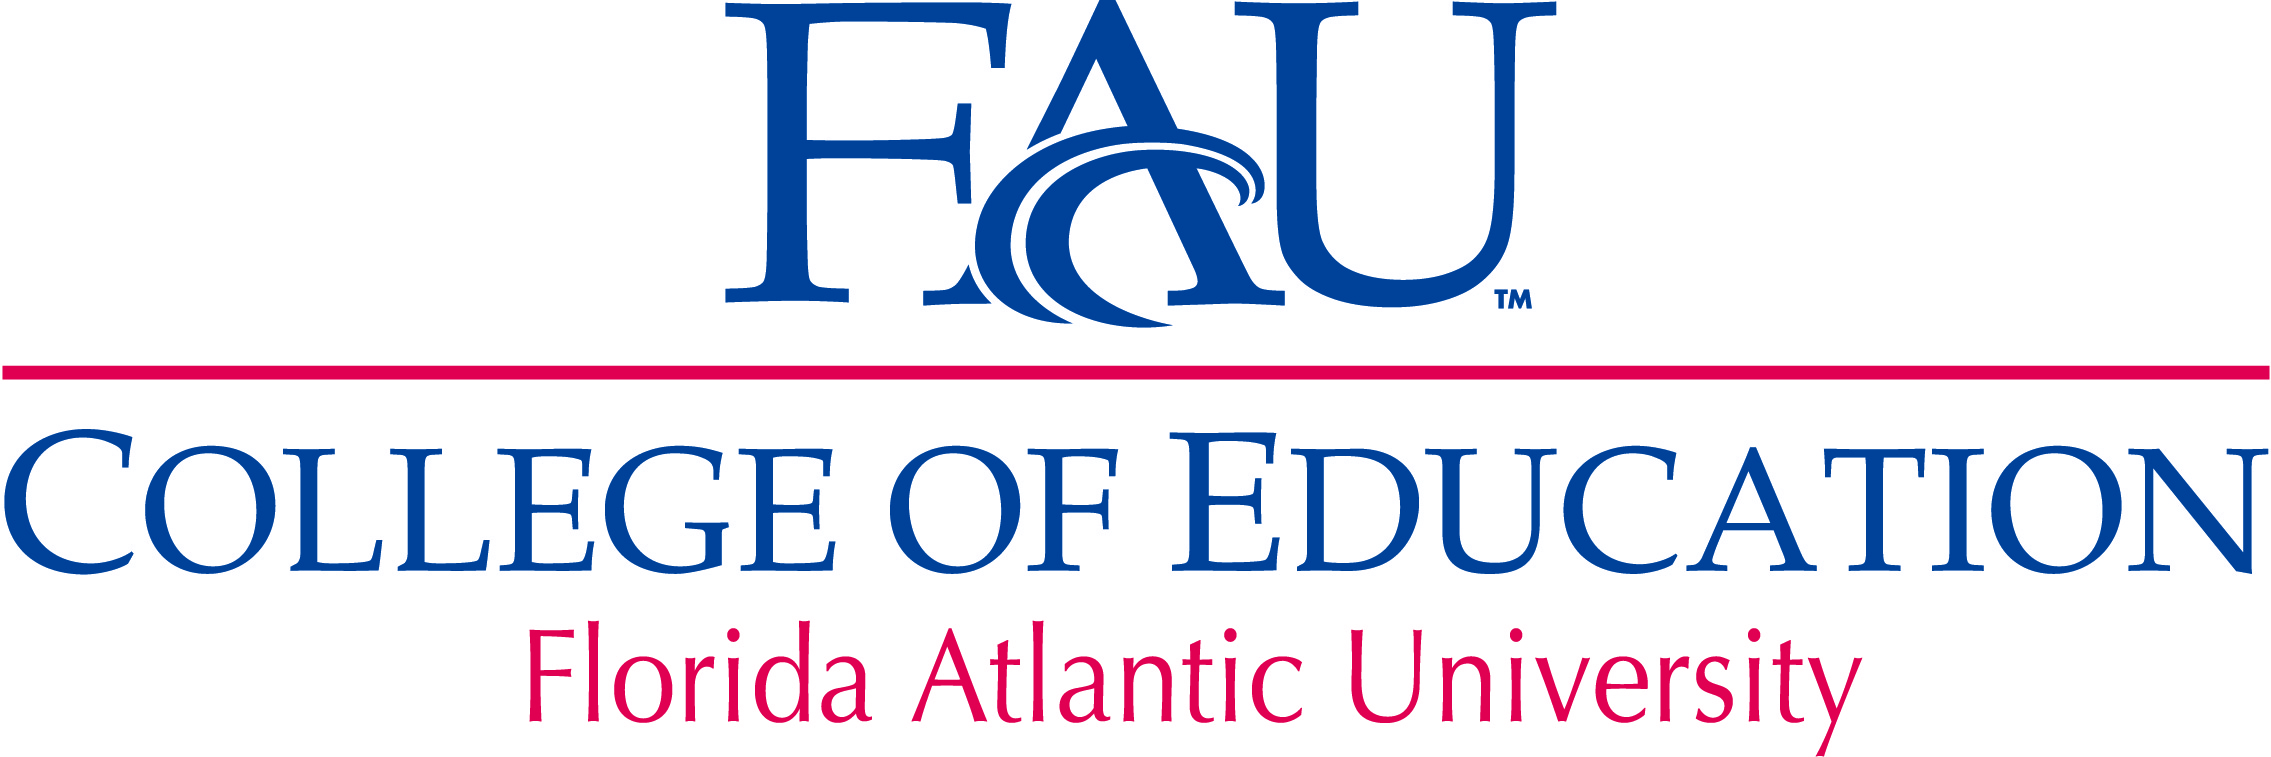 FAU™
COLLEGE OF EDUCATION
Florida Atlantic University